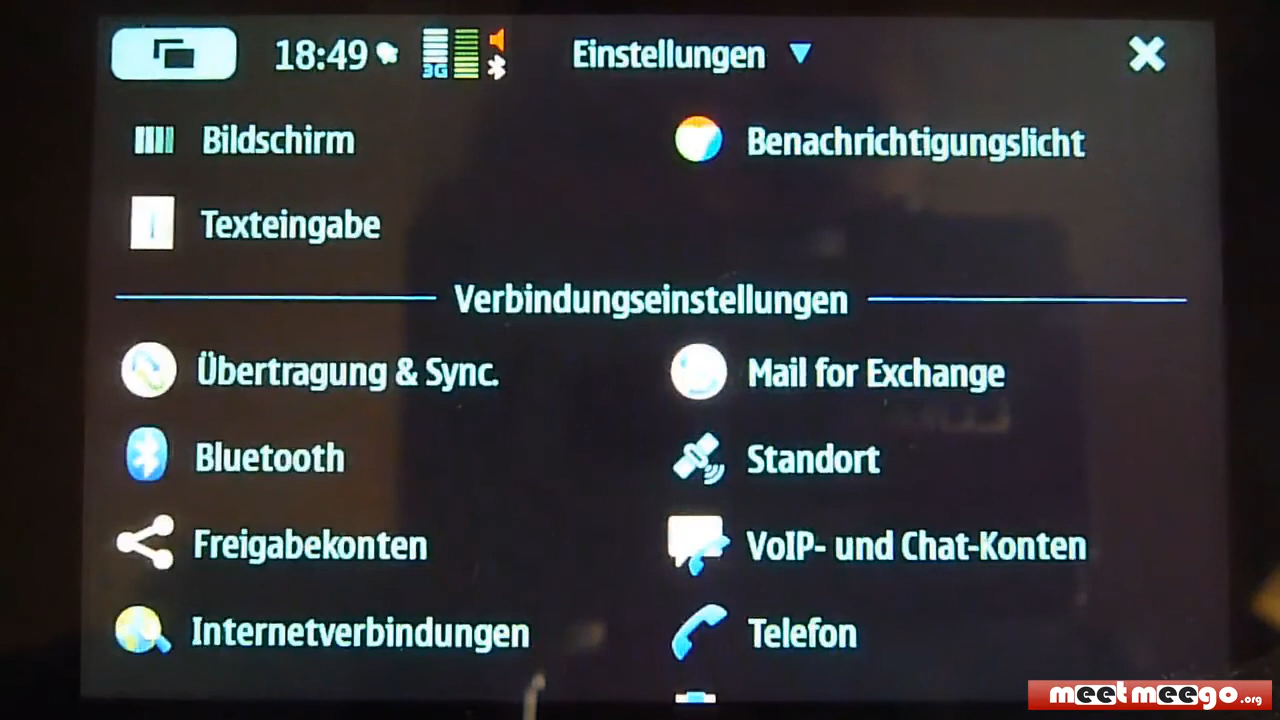 18:49
3G
Einstellungen
Bildschirm
Benachrichtigungslicht
Texteingabe
Verbindungseinstellungen
Übertragung & Sync.
Mail for Exchange
Bluetooth
Standort
Freigabekonten
VoIP- und Chat-Konten
Internetverbindungen
Telefon
meetmeego.org